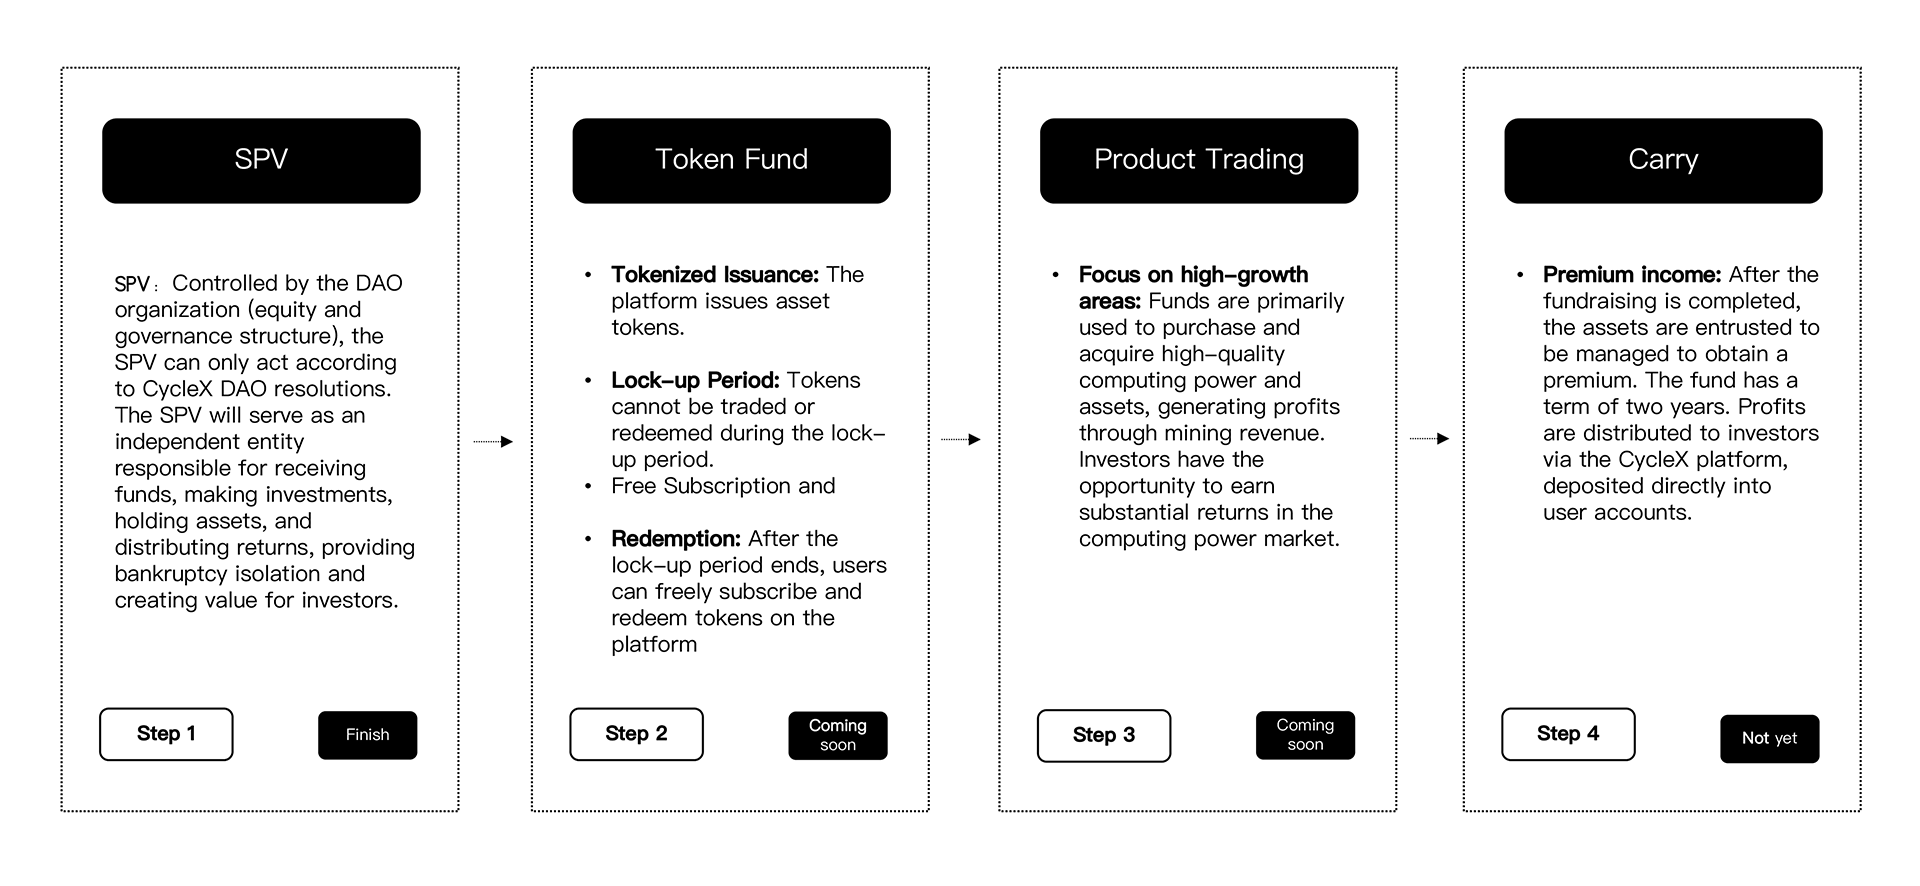 SPV
SPV：Controlled by the DAO
organization (equity and
governance structure), the
SPV can only act according
to CycleX DAO resolutions.
The SPV will serve as an
independent entity
responsible for receiving
funds, making investments,
holding assets, and
distributing returns, providing
bankruptcy isolation and
creating value for investors.
Step 1
Finish
Token Fund
• Tokenized Issuance: The
platform issues asset
tokens.
• Lock-up Period: Tokens
cannot be traded or
redeemed during the lock-
up period.
• Free Subscription and
• Redemption: After the
lock-up period ends, users
can freely subscribe and
redeem tokens on the
platform
Step 2
Coming
soon
Product Trading
• Focus on high-growth
areas: Funds are primarily
used to purchase and
acquire high-quality
computing power and
assets, generating profits
through mining revenue.
Investors have the
opportunity to earn
substantial returns in the
computing power market.
Step 3
Coming
soon
Carry
• Premium income: After the
fundraising is completed,
the assets are entrusted to
be managed to obtain a
premium. The fund has a
term of two years. Profits
are distributed to investors
via the CycleX platform,
deposited directly into
user accounts.
Step 4
Not yet